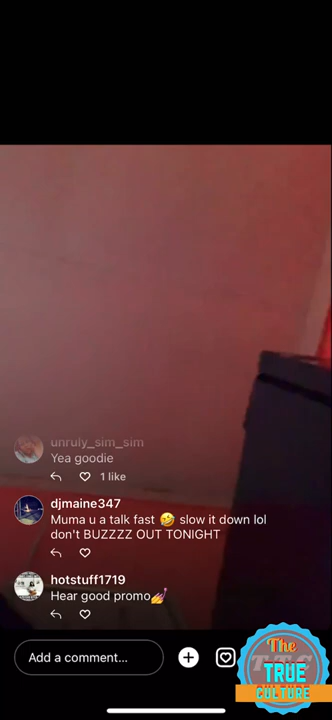 unruly_sim_sim
Yea goodie
1 like
djmaine347
Muma u a talk fast 🤣 slow it down lol
don't BUZZZZ OUT TONIGHT
hotstuff1719
Hear good promo💅
Add a comment...
The
TRUE
CULTURE